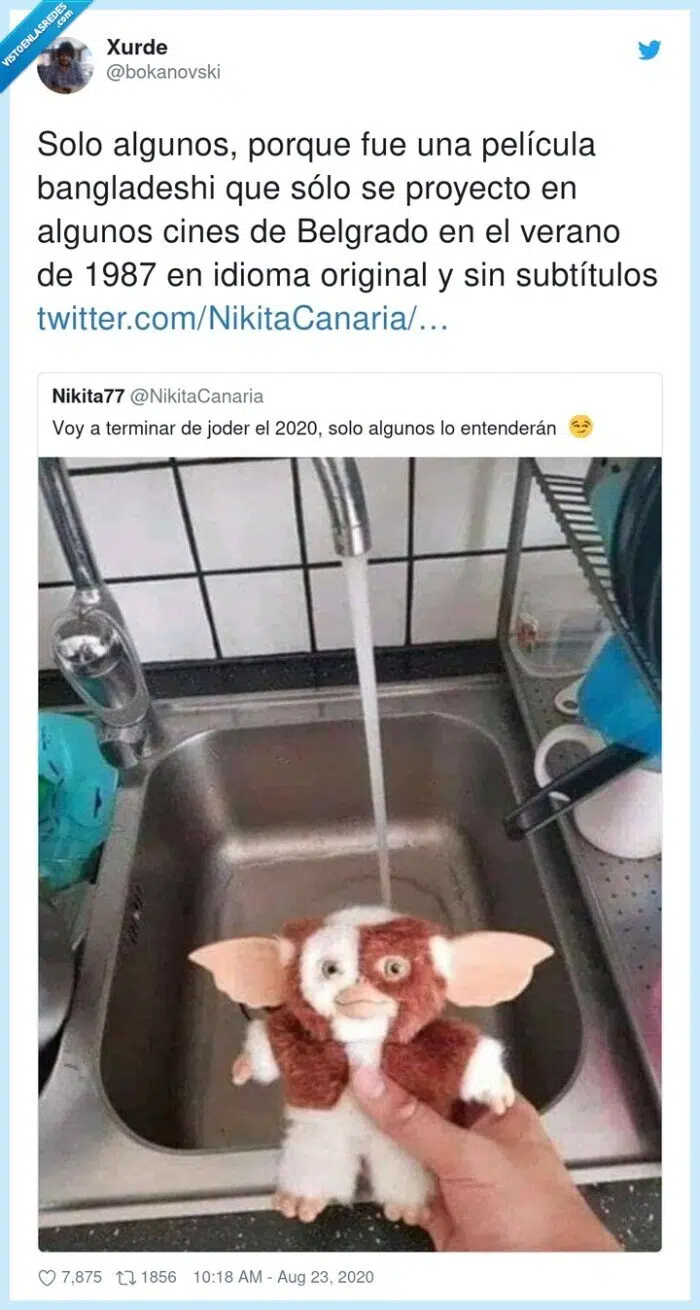 VISTOENLASREDES
.com
Xurde
@bokanovski
Solo algunos, porque fue una película
bangladeshi que sólo se proyecto en
algunos cines de Belgrado en el verano
de 1987 en idioma original y sin subtítulos
twitter.com/NikitaCanaria/…
Nikita77 @NikitaCanaria
Voy a terminar de joder el 2020, solo algunos lo entenderán 😏
7,875 1856 10:18 AM - Aug 23, 2020